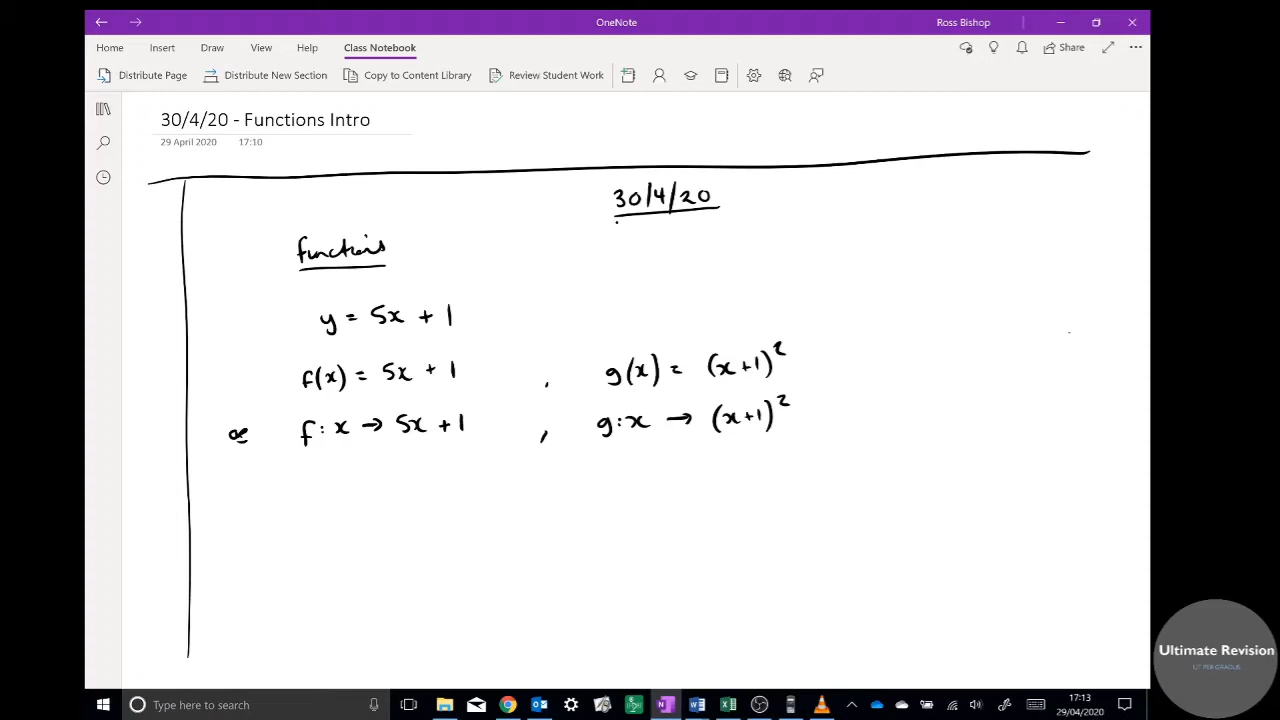 OneNote
Ross Bishop
Home Insert Draw View Help Class Notebook
Share
Distribute Page Distribute New Section Copy to Content Library Review Student Work
30/4/20 - Functions Intro
29 April 2020 17:10
30/4/20
functions
y = 5x + 1
f(x) = 5x + 1 , g(x) = (x+1)²
or f: x → 5x + 1 , g: x → (x+1)²
Ultimate Revision
UT PER GRADUS
Type here to search
17:13
29/04/2020